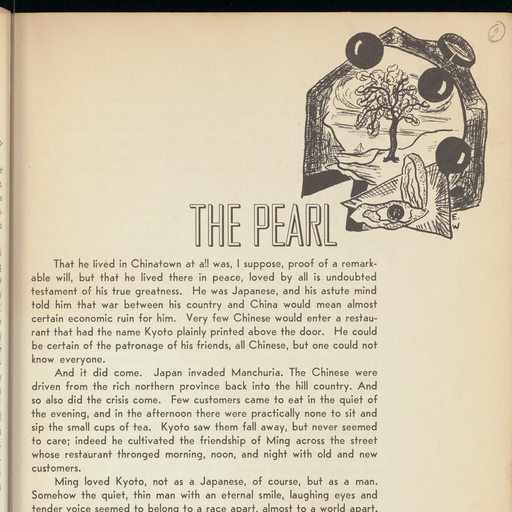 2
E.
W
THE PEARL
That he lived in Chinatown at all was, I suppose, proof of a remark-
able will, but that he lived there in peace, loved by all is undoubted
testament of his true greatness. He was Japanese, and his astute mind
told him that war between his country and China would mean almost
certain economic ruin for him. Very few Chinese would enter a restau-
rant that had the name Kyoto plainly printed above the door. He could
be certain of the patronage of his friends, all Chinese, but one could not
know everyone.
And it did come. Japan invaded Manchuria. The Chinese were
driven from the rich northern province back into the hill country. And
so also did the crisis come. Few customers came to eat in the quiet of
the evening, and in the afternoon there were practically none to sit and
sip the small cups of tea. Kyoto saw them fall away, but never seemed
to care; indeed he cultivated the friendship of Ming across the street
whose restaurant thronged morning, noon, and night with old and new
customers.
Ming loved Kyoto, not as a Japanese, of course, but as a man.
Somehow the quiet, thin man with an eternal smile, laughing eyes and
tender voice seemed to belong to a race apart, almost to a world apart,